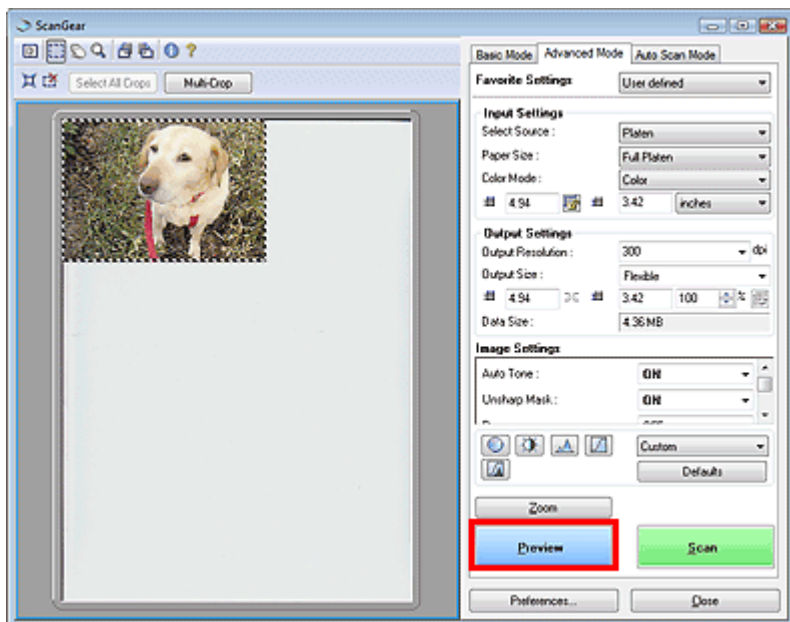 ScanGear
Select All Crops Multi-Crop
Basic Mode Advanced Mode Auto Scan Mode
Favorite Settings User defined
Input Settings
Select Source : Platen
Paper Size : Full Platen
Color Mode : Color
4.94 3.42 inches
Output Settings
Output Resolution : 300 dpi
Output Size : Flexible
4.94 3.42 100 %
Data Size : 4.36 MB
Image Settings
Auto Tone : ON
Unsharp Mask : ON
Custom
Defaults
Zoom
Preview Scan
Preferences... Close